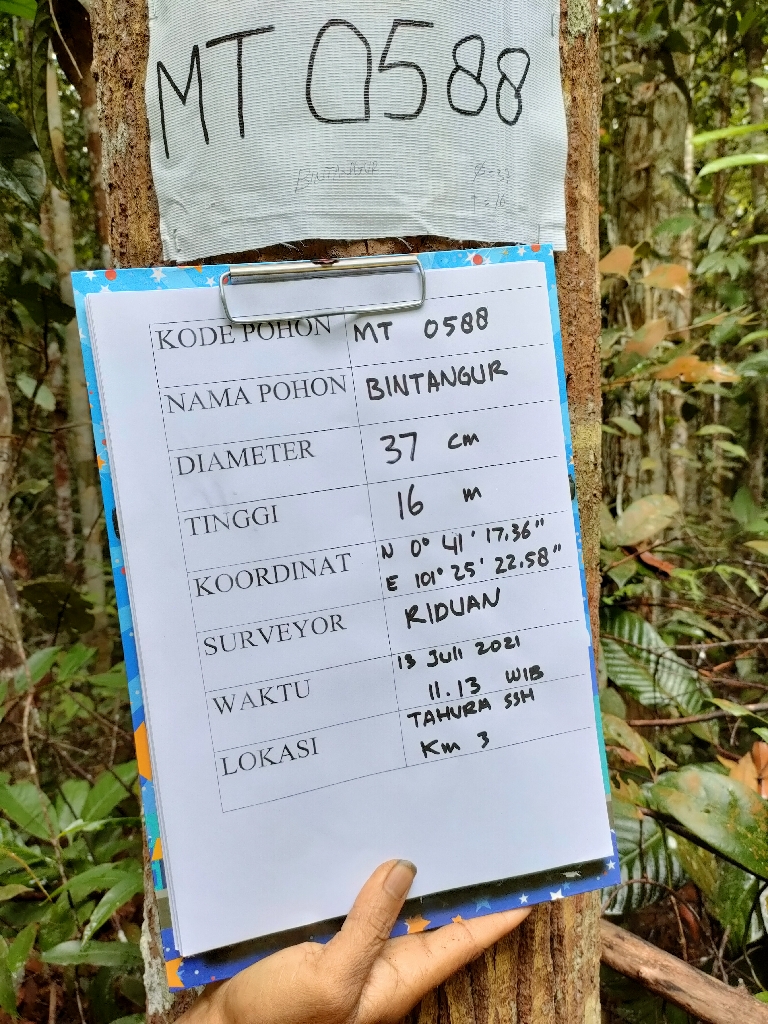 MT 0588
BINTANGUR
KODE POHON MT 0588
NAMA POHON BINTANGUR
DIAMETER 37 cm
TINGGI 16 m
KOORDINAT N 0° 41' 17.36"
E 101° 25' 22.58"
SURVEYOR RIDUAN
WAKTU 13 Juli 2021
11.13 WIB
LOKASI TAHURA SSH
Km 3